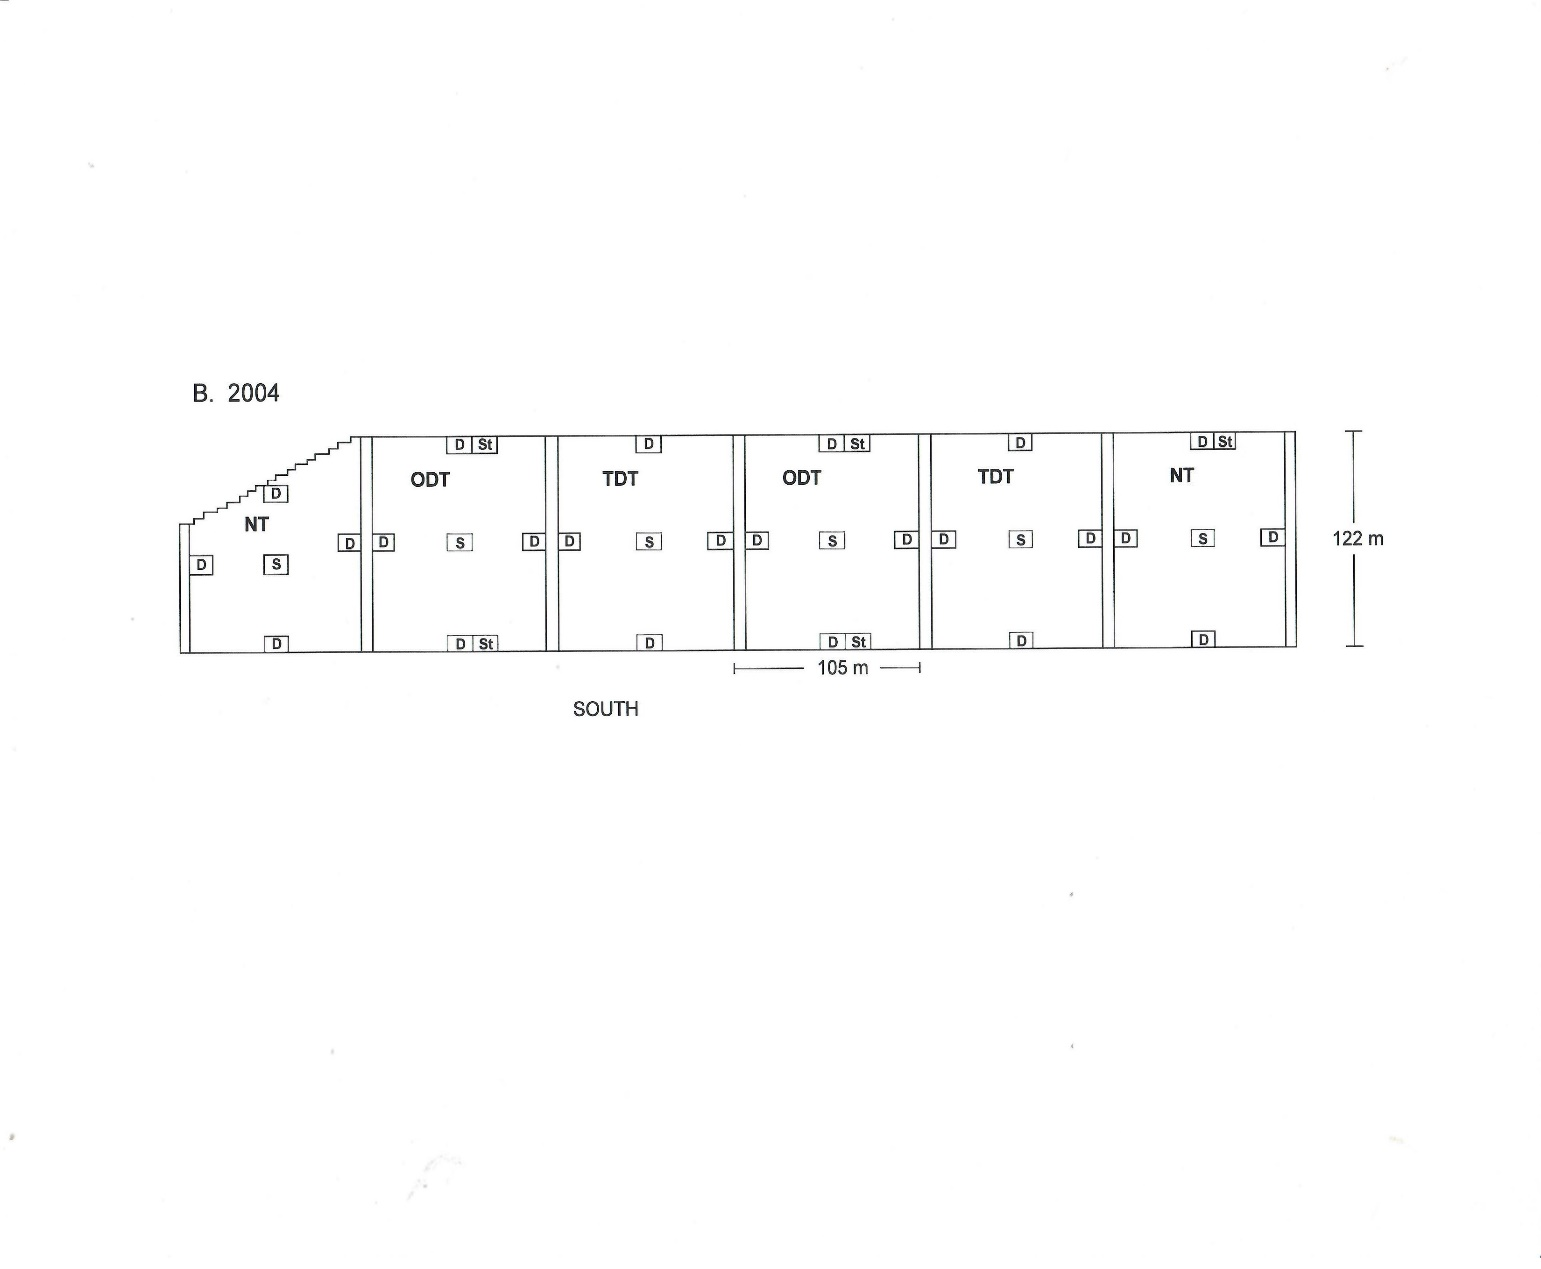 B. 2004
D St D D St D D St
ODT TDT ODT TDT NT
D
NT
D D S D D S D D D S D D S D D S D 122 m
D S
D D St D D St D D
105 m
SOUTH